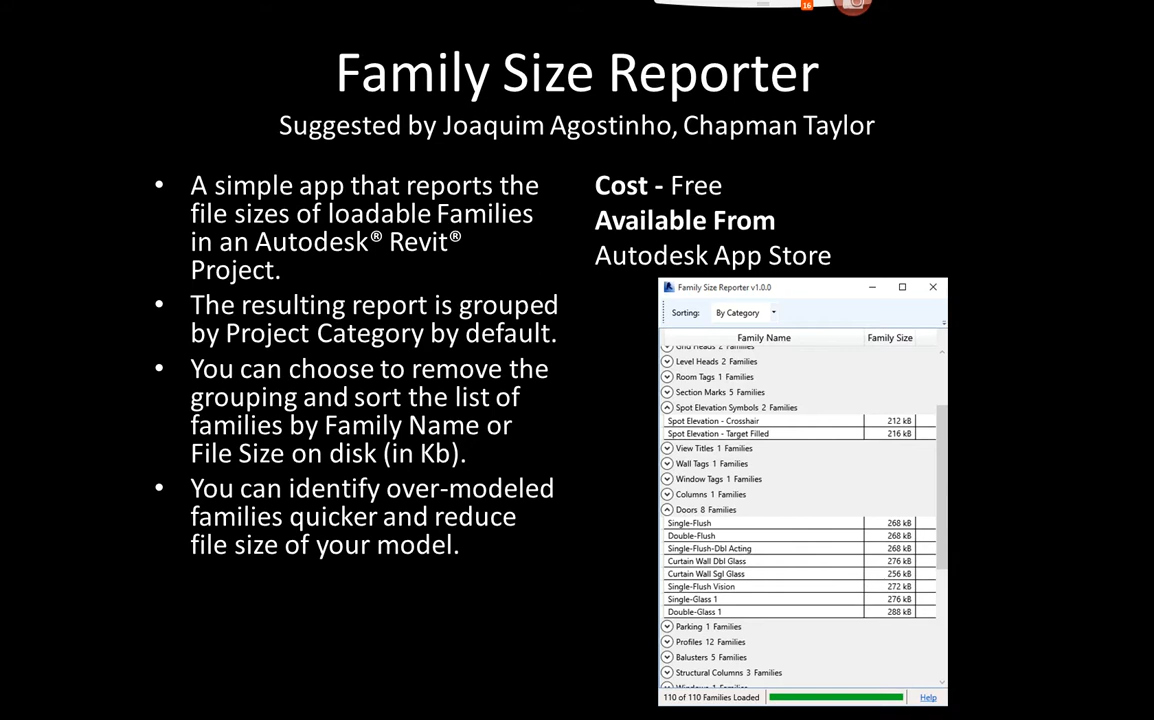 16
Family Size Reporter
Suggested by Joaquim Agostinho, Chapman Taylor
• A simple app that reports the
file sizes of loadable Families
in an Autodesk® Revit®
Project.
• The resulting report is grouped
by Project Category by default.
• You can choose to remove the
grouping and sort the list of
families by Family Name or
File Size on disk (in Kb).
• You can identify over-modeled
families quicker and reduce
file size of your model.
Cost - Free
Available From
Autodesk App Store
Family Size Reporter v1.0.0
Sorting: By Category
Family Name Family Size
Grid Heads 2 Families
Level Heads 2 Families
Room Tags 1 Families
Section Marks 5 Families
Spot Elevation Symbols 2 Families
Spot Elevation - Crosshair 212 kB
Spot Elevation - Target Filled 216 kB
View Titles 1 Families
Wall Tags 1 Families
Window Tags 1 Families
Columns 1 Families
Doors 8 Families
Single-Flush 268 kB
Double-Flush 268 kB
Single-Flush-Dbl Acting 268 kB
Curtain Wall Dbl Glass 276 kB
Curtain Wall Sgl Glass 256 kB
Single-Flush Vision 272 kB
Single-Glass 1 276 kB
Double-Glass 1 288 kB
Parking 1 Families
Profiles 12 Families
Balusters 5 Families
Structural Columns 3 Families
Windows 1 Families
110 of 110 Families Loaded Help